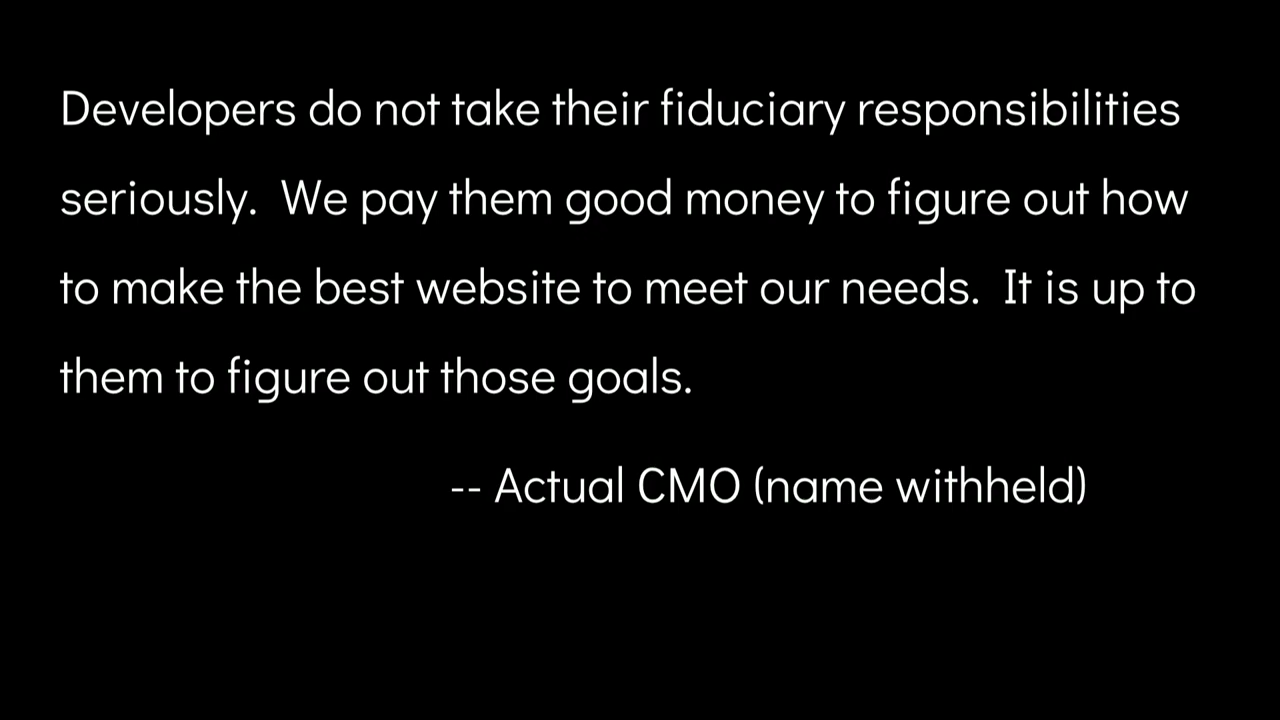 Developers do not take their fiduciary responsibilities
seriously.  We pay them good money to figure out how
to make the best website to meet our needs.  It is up to
them to figure out those goals.
-- Actual CMO (name withheld)